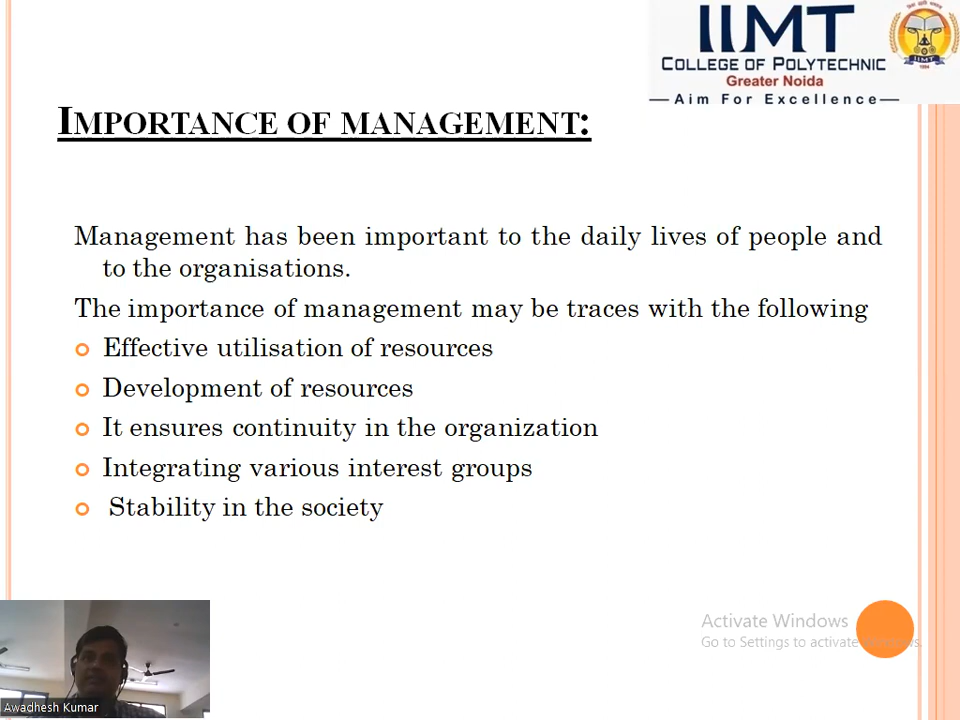 IIMT
COLLEGE OF POLYTECHNIC
Greater Noida
Aim For Excellence
IIMT
IMPORTANCE OF MANAGEMENT:
Management has been important to the daily lives of people and
to the organisations.
The importance of management may be traces with the following
Effective utilisation of resources
Development of resources
It ensures continuity in the organization
Integrating various interest groups
Stability in the society
Activate Windows
Go to Settings to activate Windows.
Awadhesh Kumar